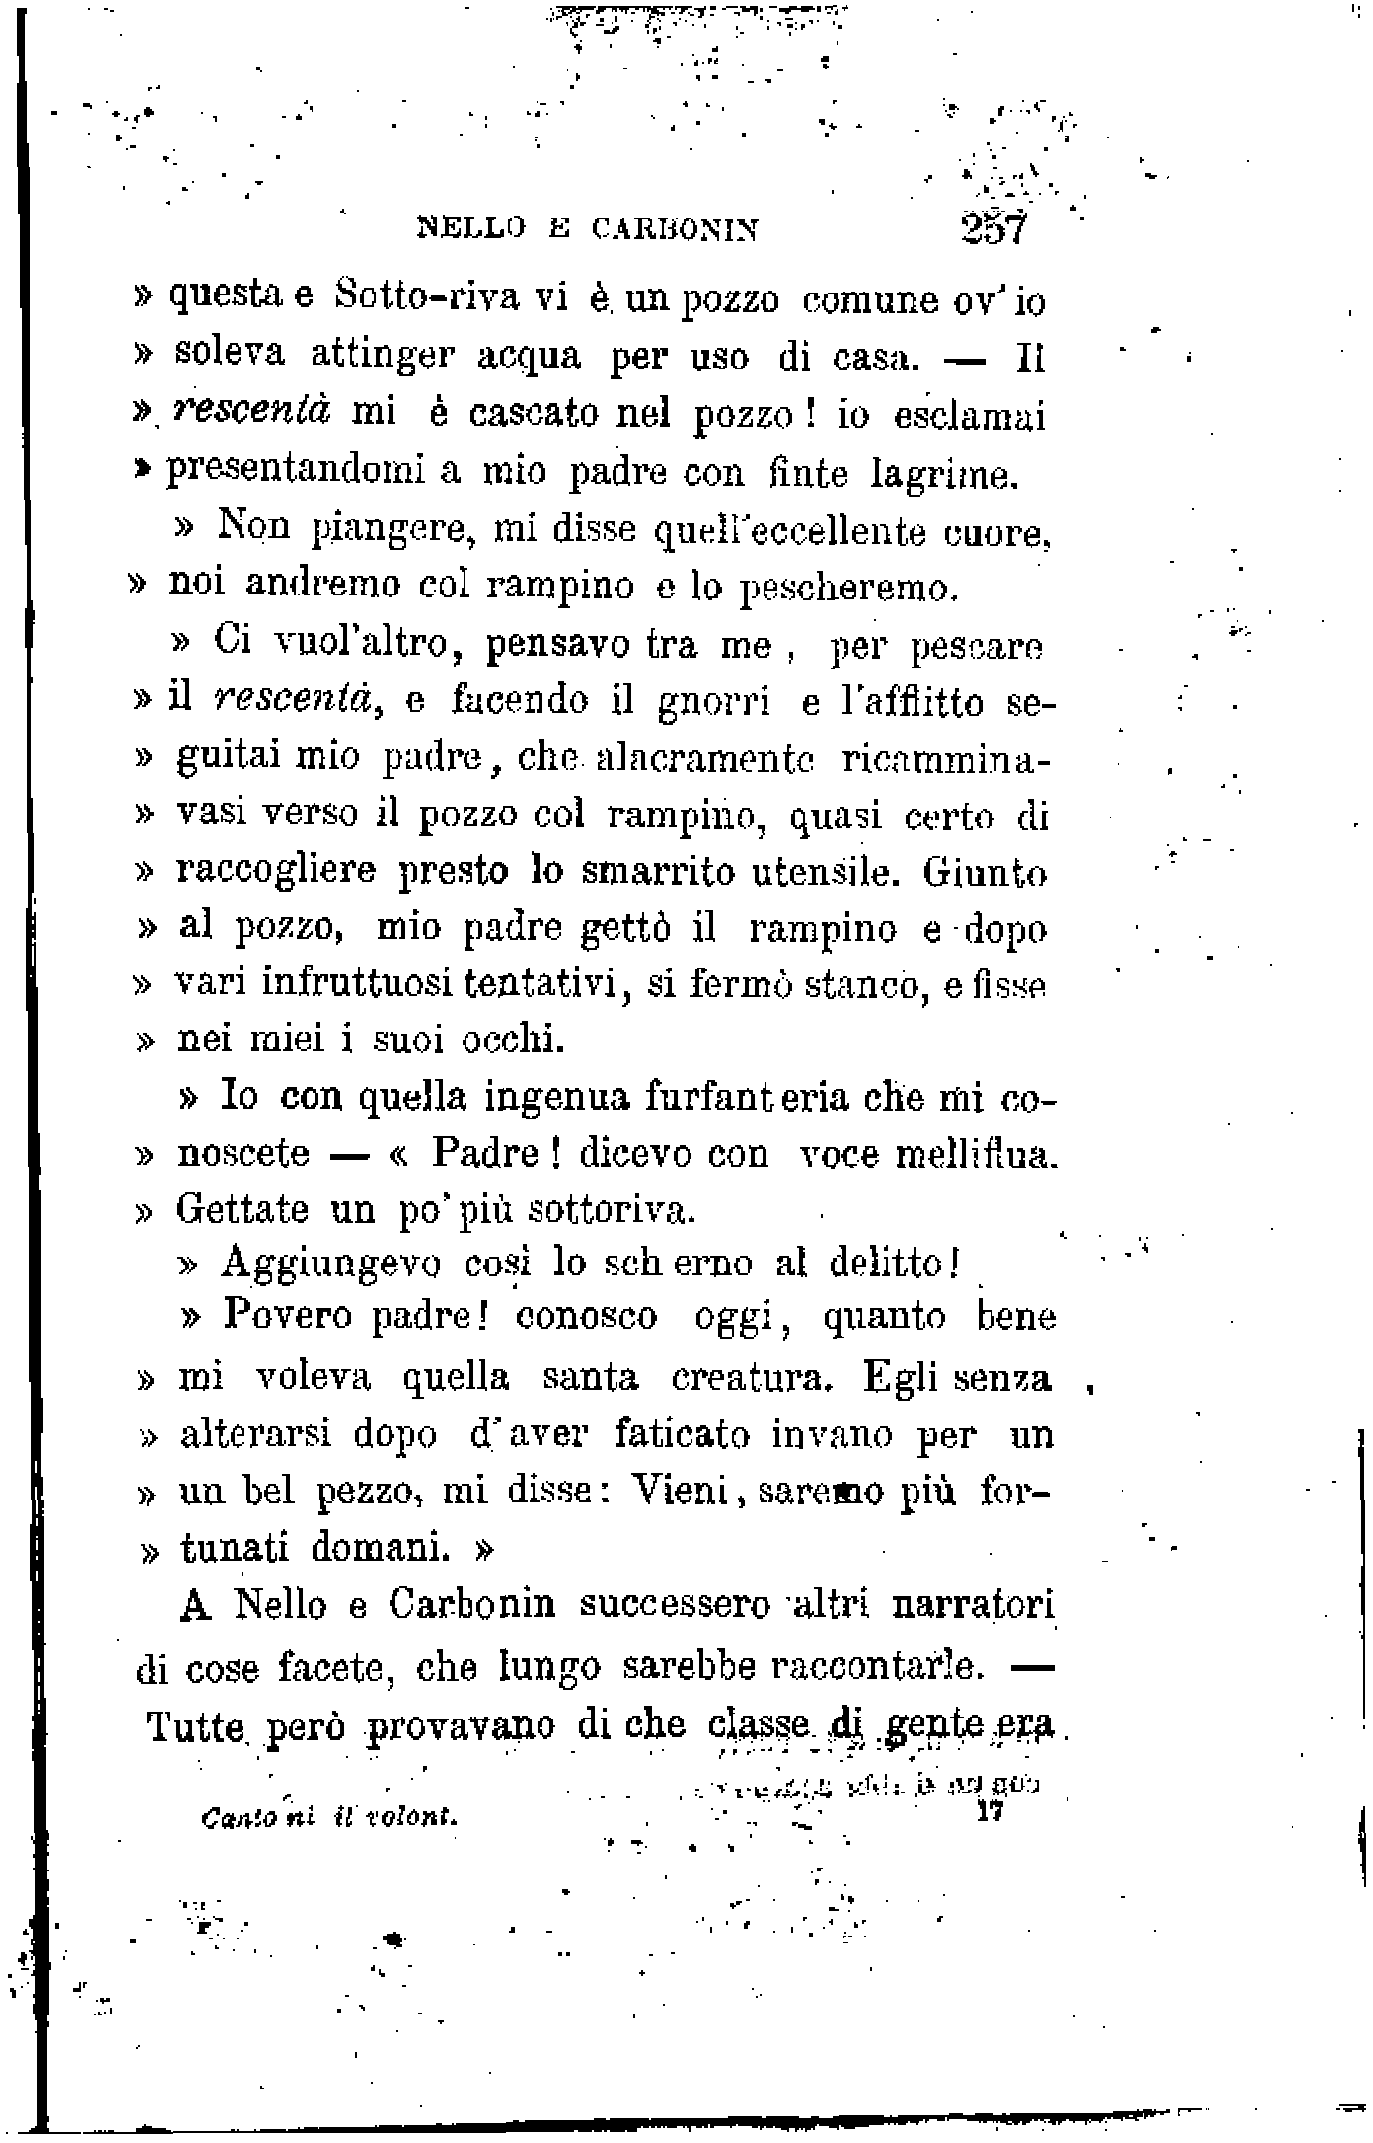 NELLO E CARBONIN 257
» questa e Sotto-riva vi è un pozzo comune ov' io
» soleva attinger acqua per uso di casa. — Il
» rescentà mi è cascato nel pozzo! io esclamai
» presentandomi a mio padre con finte lagrime.
» Non piangere, mi disse quell'eccellente cuore,
» noi andremo col rampino e lo pescheremo.
» Ci vuol'altro, pensavo tra me, per pescare
» il rescentà, e facendo il gnorri e l'afflitto se-
» guitai mio padre, che alacramente ricammina-
» vasi verso il pozzo col rampino, quasi certo di
» raccogliere presto lo smarrito utensile. Giunto
» al pozzo, mio padre gettò il rampino e dopo
» vari infruttuosi tentativi, si fermò stanco, e fisse
» nei miei i suoi occhi.
» Io con quella ingenua furfanteria che mi co-
» noscete — « Padre! dicevo con voce melliflua.
» Gettate un po' più sottoriva.
» Aggiungevo così lo scherno al delitto!
» Povero padre! conosco oggi, quanto bene
» mi voleva quella santa creatura. Egli senza
» alterarsi dopo d'aver faticato invano per un
» un bel pezzo, mi disse: Vieni, saremo più for-
» tunati domani. »
A Nello e Carbonin successero altri narratori
di cose facete, che lungo sarebbe raccontarle. —
Tutte però provavano di che classe di gente era
Cantoni il volont. 17